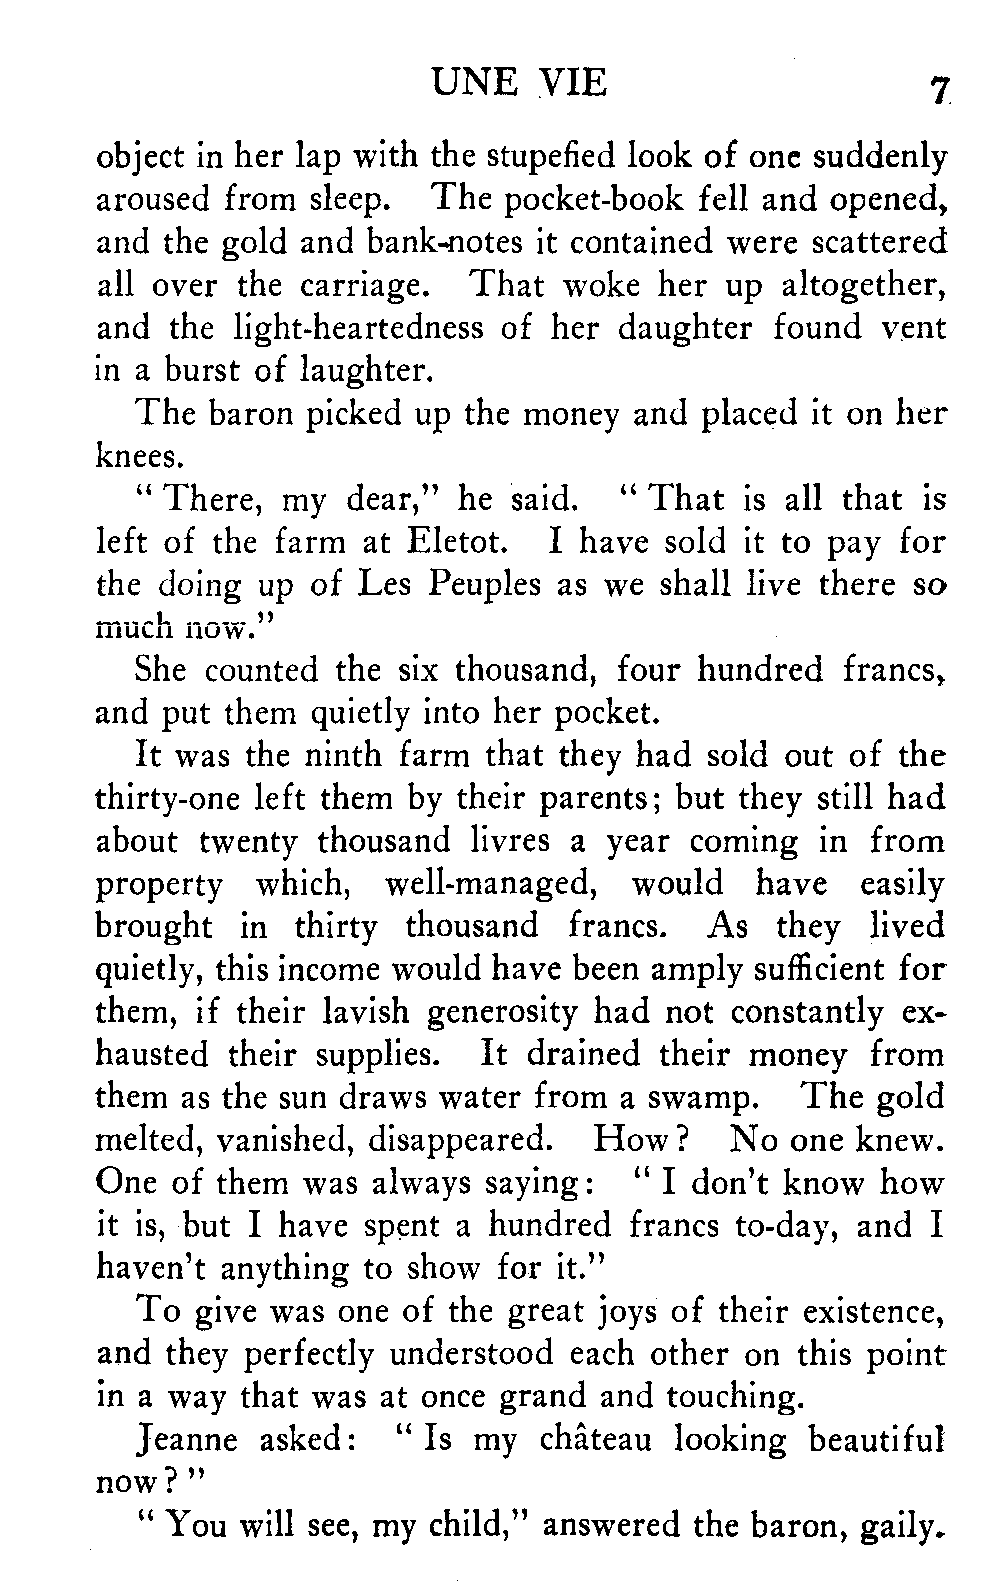 UNE VIE 7
object in her lap with the stupefied look of one suddenly
aroused from sleep. The pocket-book fell and opened,
and the gold and bank-notes it contained were scattered
all over the carriage. That woke her up altogether,
and the light-heartedness of her daughter found vent
in a burst of laughter.
The baron picked up the money and placed it on her
knees.
“ There, my dear,” he said. “ That is all that is
left of the farm at Eletot. I have sold it to pay for
the doing up of Les Peuples as we shall live there so
much now.”
She counted the six thousand, four hundred francs,
and put them quietly into her pocket.
It was the ninth farm that they had sold out of the
thirty-one left them by their parents; but they still had
about twenty thousand livres a year coming in from
property which, well-managed, would have easily
brought in thirty thousand francs. As they lived
quietly, this income would have been amply sufficient for
them, if their lavish generosity had not constantly ex-
hausted their supplies. It drained their money from
them as the sun draws water from a swamp. The gold
melted, vanished, disappeared. How? No one knew.
One of them was always saying: “ I don’t know how
it is, but I have spent a hundred francs to-day, and I
haven’t anything to show for it.”
To give was one of the great joys of their existence,
and they perfectly understood each other on this point
in a way that was at once grand and touching.
Jeanne asked: “ Is my château looking beautiful
now? ”
“ You will see, my child,” answered the baron, gaily.